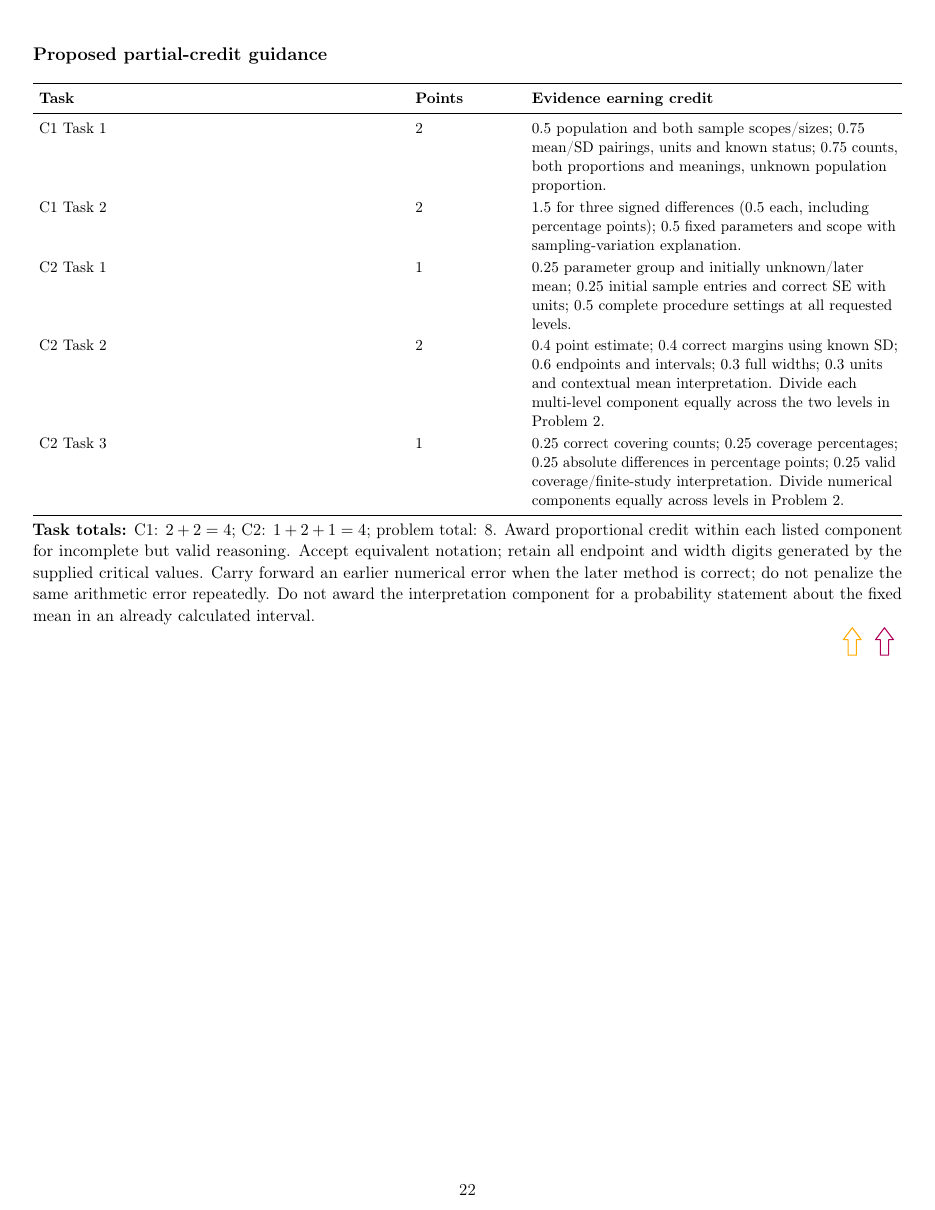 Proposed partial-credit guidance
Task Points Evidence earning credit
C1 Task 1 2 0.5 population and both sample scopes/sizes; 0.75
mean/SD pairings, units and known status; 0.75 counts,
both proportions and meanings, unknown population
proportion.
C1 Task 2 2 1.5 for three signed differences (0.5 each, including
percentage points); 0.5 fixed parameters and scope with
sampling-variation explanation.
C2 Task 1 1 0.25 parameter group and initially unknown/later
mean; 0.25 initial sample entries and correct SE with
units; 0.5 complete procedure settings at all requested
levels.
C2 Task 2 2 0.4 point estimate; 0.4 correct margins using known SD;
0.6 endpoints and intervals; 0.3 full widths; 0.3 units
and contextual mean interpretation. Divide each
multi-level component equally across the two levels in
Problem 2.
C2 Task 3 1 0.25 correct covering counts; 0.25 coverage percentages;
0.25 absolute differences in percentage points; 0.25 valid
coverage/finite-study interpretation. Divide numerical
components equally across levels in Problem 2.
Task totals: C1: 2 + 2 = 4; C2: 1 + 2 + 1 = 4; problem total: 8. Award proportional credit within each listed component
for incomplete but valid reasoning. Accept equivalent notation; retain all endpoint and width digits generated by the
supplied critical values. Carry forward an earlier numerical error when the later method is correct; do not penalize the
same arithmetic error repeatedly. Do not award the interpretation component for a probability statement about the fixed
mean in an already calculated interval.
22